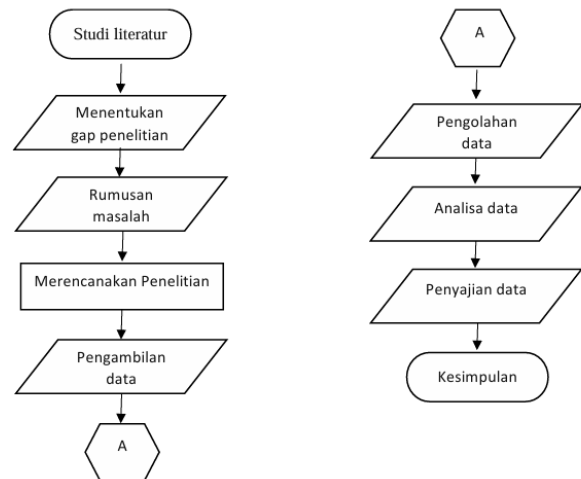 Studi literatur
Menentukan
gap penelitian
Rumusan
masalah
Merencanakan Penelitian
Pengambilan
data
A
A
Pengolahan
data
Analisa data
Penyajian data
Kesimpulan